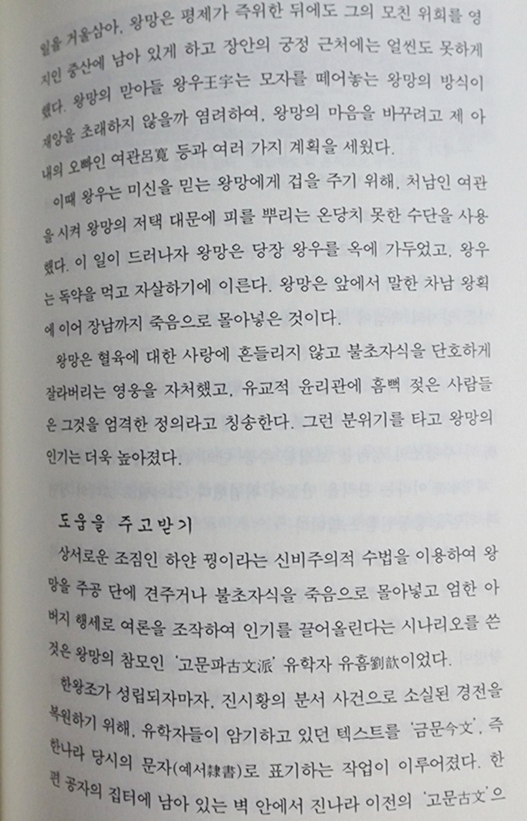 일을 거울삼아, 왕망은 평제가 즉위한 뒤에도 그의 모친 위희를 영
지인 중산에 남아 있게 하고 장안의 궁정 근처에는 얼씬도 못하게
했다. 왕망의 맏아들 왕우王宇는 모자를 떼어놓는 왕망의 방식이
재앙을 초래하지 않을까 염려하여, 왕망의 마음을 바꾸려고 제 아
내의 오빠인 여관呂寬 등과 여러 가지 계획을 세웠다.
이때 왕우는 미신을 믿는 왕망에게 겁을 주기 위해, 처남인 여관
을 시켜 왕망의 저택 대문에 피를 뿌리는 온당치 못한 수단을 사용
했다. 이 일이 드러나자 왕망은 당장 왕우를 옥에 가두었고, 왕우
는 독약을 먹고 자살하기에 이른다. 왕망은 앞에서 말한 차남 왕획
에 이어 장남까지 죽음으로 몰아넣은 것이다.
왕망은 혈육에 대한 사랑에 흔들리지 않고 불초자식을 단호하게
잘라버리는 영웅을 자처했고, 유교적 윤리관에 흠뻑 젖은 사람들
은 그것을 엄격한 정의라고 칭송한다. 그런 분위기를 타고 왕망의
인기는 더욱 높아졌다.
도움을 주고받기
상서로운 조짐인 하얀 꿩이라는 신비주의적 수법을 이용하여 왕
망을 주공 단에 견주거나 불초자식을 죽음으로 몰아넣고 엄한 아
버지 행세로 여론을 조작하여 인기를 끌어올린다는 시나리오를 쓴
것은 왕망의 참모인 '고문파古文派' 유학자 유흠劉歆이었다.
한왕조가 성립되자마자, 진시황의 분서 사건으로 소실된 경전을
복원하기 위해, 유학자들이 암기하고 있던 텍스트를 '금문今文', 즉
한나라 당시의 문자(예서隸書)로 표기하는 작업이 이루어졌다. 한
편 공자의 집터에 남아 있는 벽 안에서 진나라 이전의 '고문古文'으